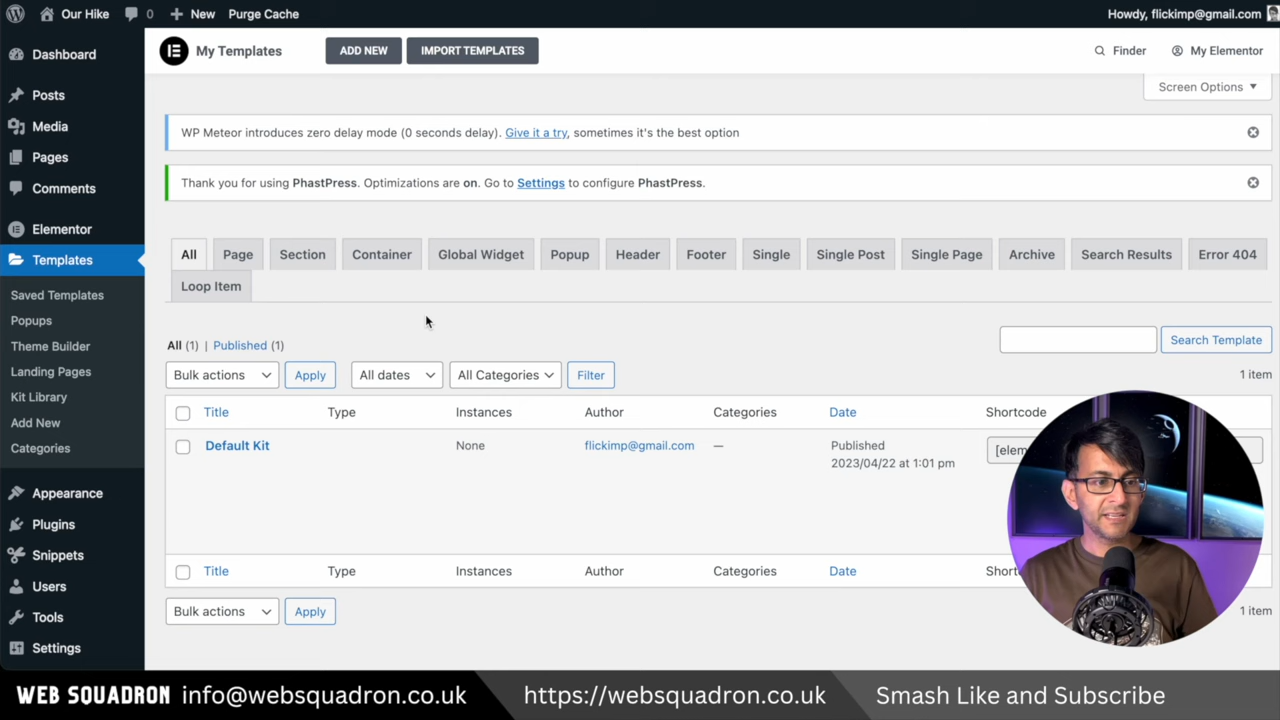 Our Hike
0
New
Purge Cache
Howdy, flickimp@gmail.com
Dashboard
Posts
Media
Pages
Comments
Elementor
Templates
Saved Templates
Popups
Theme Builder
Landing Pages
Kit Library
Add New
Categories
Appearance
Plugins
Snippets
Users
Tools
Settings
My Templates
ADD NEW
IMPORT TEMPLATES
Finder
My Elementor
Screen Options
WP Meteor introduces zero delay mode (0 seconds delay). Give it a try, sometimes it's the best option
Thank you for using PhastPress. Optimizations are on. Go to Settings to configure PhastPress.
All
Page
Section
Container
Global Widget
Popup
Header
Footer
Single
Single Post
Single Page
Archive
Search Results
Error 404
Loop Item
All (1) | Published (1)
Search Template
Bulk actions
Apply
All dates
All Categories
Filter
1 item
Title
Type
Instances
Author
Categories
Date
Shortcode
Default Kit
None
flickimp@gmail.com
—
Published
2023/04/22 at 1:01 pm
[elem
Title
Type
Instances
Author
Categories
Date
Bulk actions
Apply
1 item
WEB SQUADRON info@websquadron.co.uk
https://websquadron.co.uk
Smash Like and Subscribe